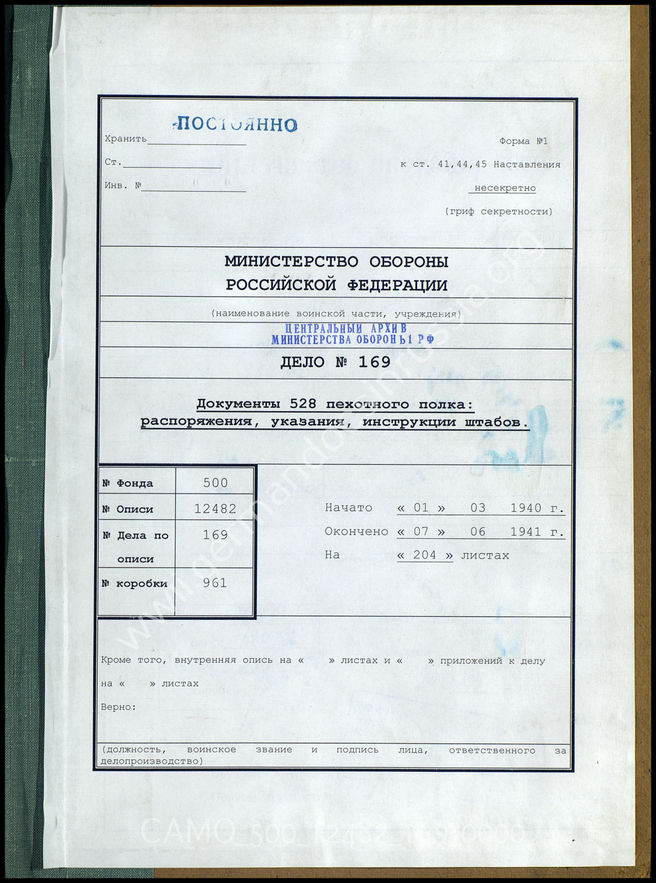 ПОСТОЯННО
Хранить
Форма №1
Ст.
к ст. 41,44,45 Наставления
Инв. №
несекретно
(гриф секретности)
МИНИСТЕРСТВО ОБОРОНЫ
РОССИЙСКОЙ ФЕДЕРАЦИИ
(наименование воинской части, учреждения)
ЦЕНТРАЛЬНЫЙ АРХИВ
МИНИСТЕРСТВА ОБОРОНЫ РФ
ДЕЛО № 169
Документы 528 пехотного полка:
распоряжения, указания, инструкции штабов.
№ Фонда 500
№ Описи 12482
№ Дела по описи 169
№ коробки 961
Начато « 01 » 03 1940 г.
Окончено « 07 » 06 1941 г.
На « 204 » листах
Кроме того, внутренняя опись на « » листах и « » приложений к делу
на « » листах
Верно:
(должность, воинское звание и подпись лица, ответственного за
делопроизводство)